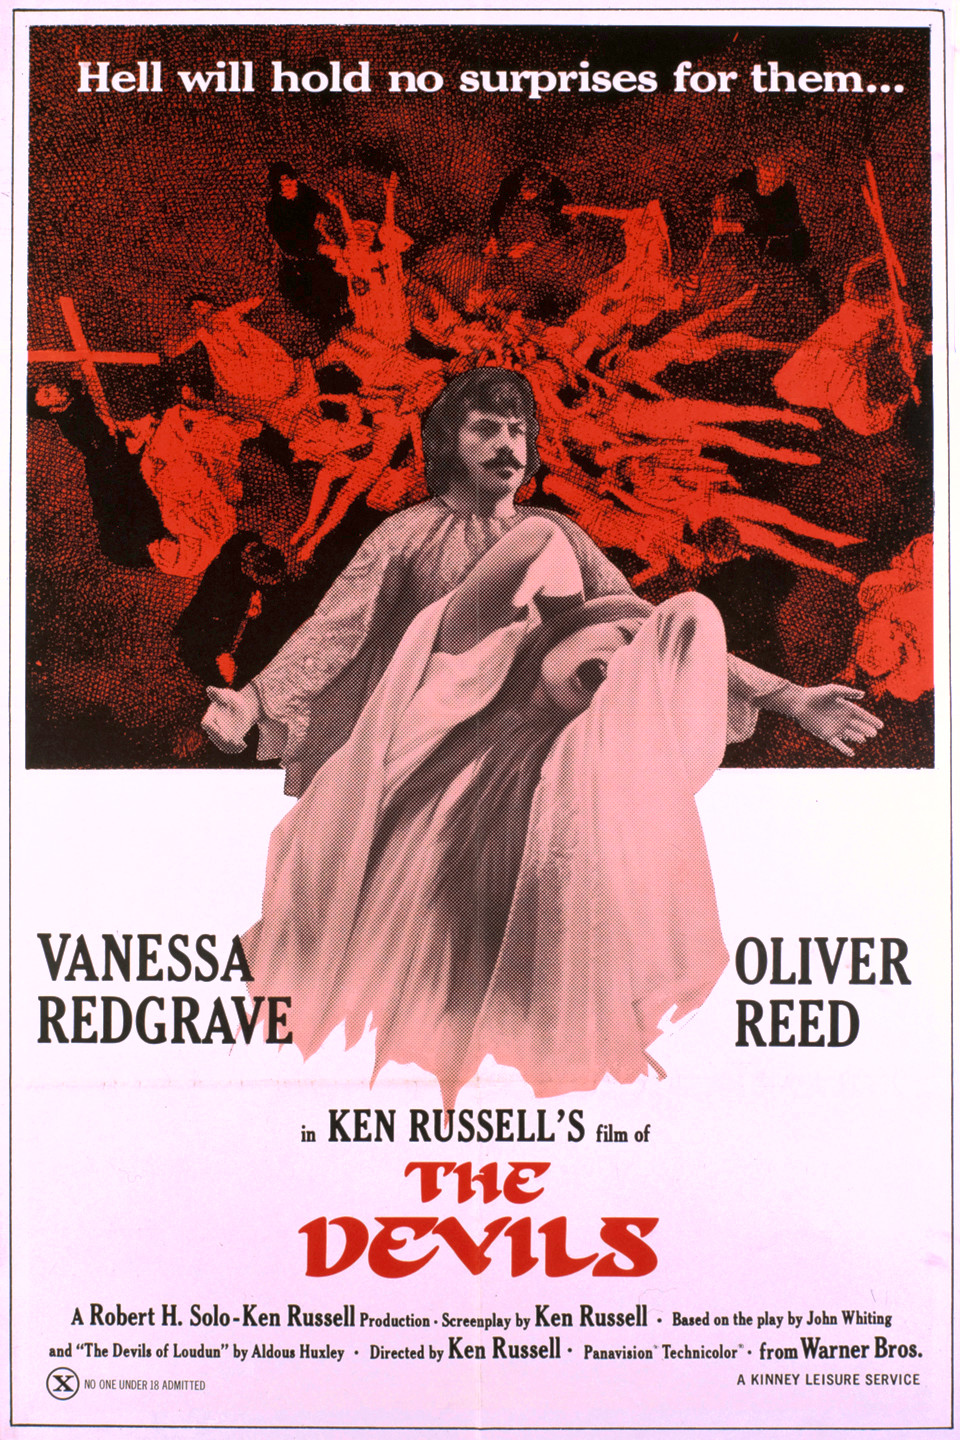 Hell will hold no surprises for them...
VANESSA
REDGRAVE
OLIVER
REED
in KEN RUSSELL'S film of
THE
DEVILS
A Robert H. Solo-Ken Russell Production · Screenplay by Ken Russell · Based on the play by John Whiting
and "The Devils of Loudun" by Aldous Huxley · Directed by Ken Russell · Panavision® Technicolor® · from Warner Bros.
X NO ONE UNDER 18 ADMITTED
A KINNEY LEISURE SERVICE